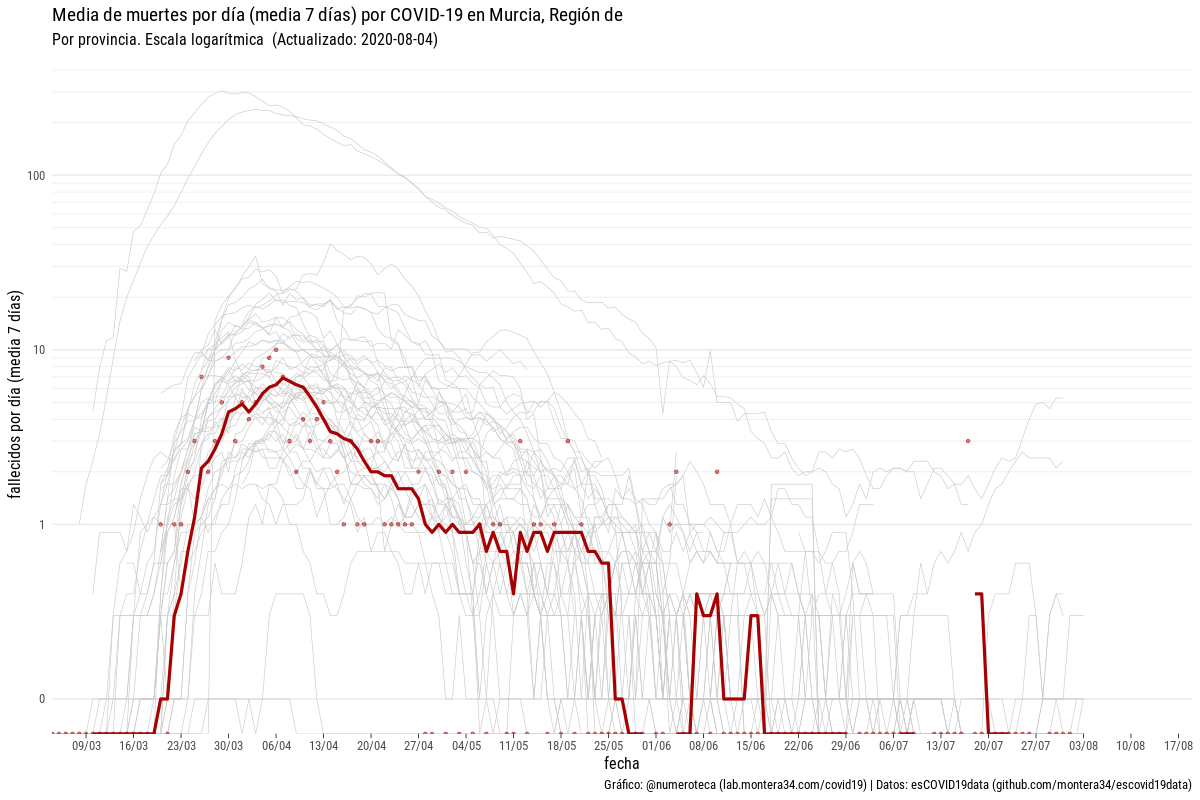 Media de muertes por día (media 7 días) por COVID-19 en Murcia, Región de
Por provincia. Escala logarítmica  (Actualizado: 2020-08-04)
fallecidos por día (media  7 días)
100
10
1
0
09/03 16/03 23/03 30/03 06/04 13/04 20/04 27/04 04/05 11/05 18/05 25/05 01/06 08/06 15/06 22/06 29/06 06/07 13/07 20/07 27/07 03/08 10/08 17/08
fecha
Gráfico: @numeroteca (lab.montera34.com/covid19) | Datos: esCOVID19data (github.com/montera34/escovid19data)